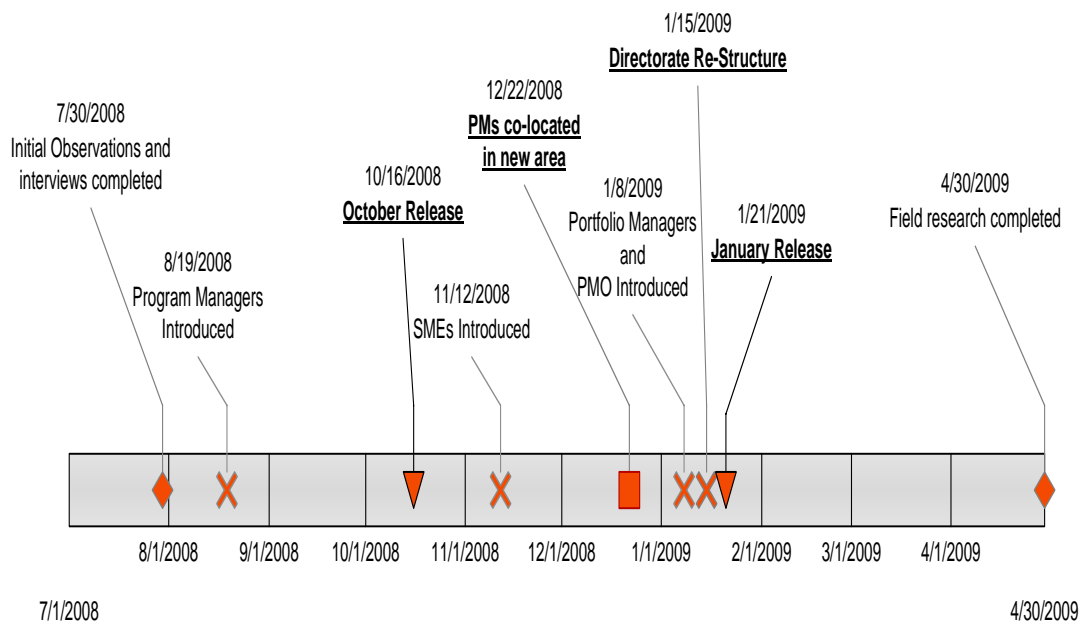 1/15/2009
Directorate Re-Structure
12/22/2008
PMs co-located
in new area
7/30/2008
Initial Observations and
interviews completed
10/16/2008
October Release
1/8/2009
Portfolio Managers
and
PMO Introduced
4/30/2009
Field research completed
1/21/2009
January Release
8/19/2008
Program Managers
Introduced
11/12/2008
SMEs Introduced
8/1/2008
9/1/2008
10/1/2008
11/1/2008
12/1/2008
1/1/2009
2/1/2009
3/1/2009
4/1/2009
7/1/2008
4/30/2009